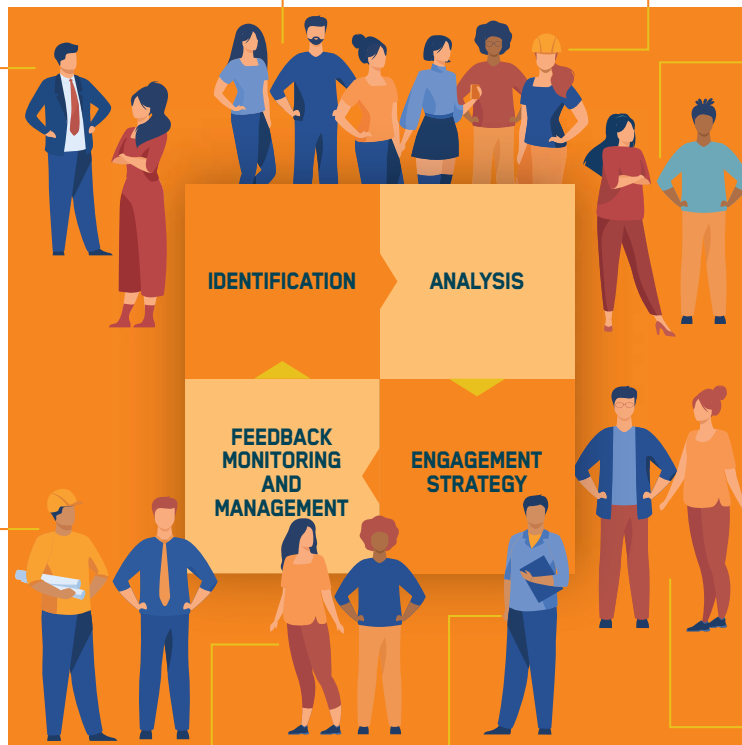 IDENTIFICATION
ANALYSIS
FEEDBACK
MONITORING
AND
MANAGEMENT
ENGAGEMENT
STRATEGY